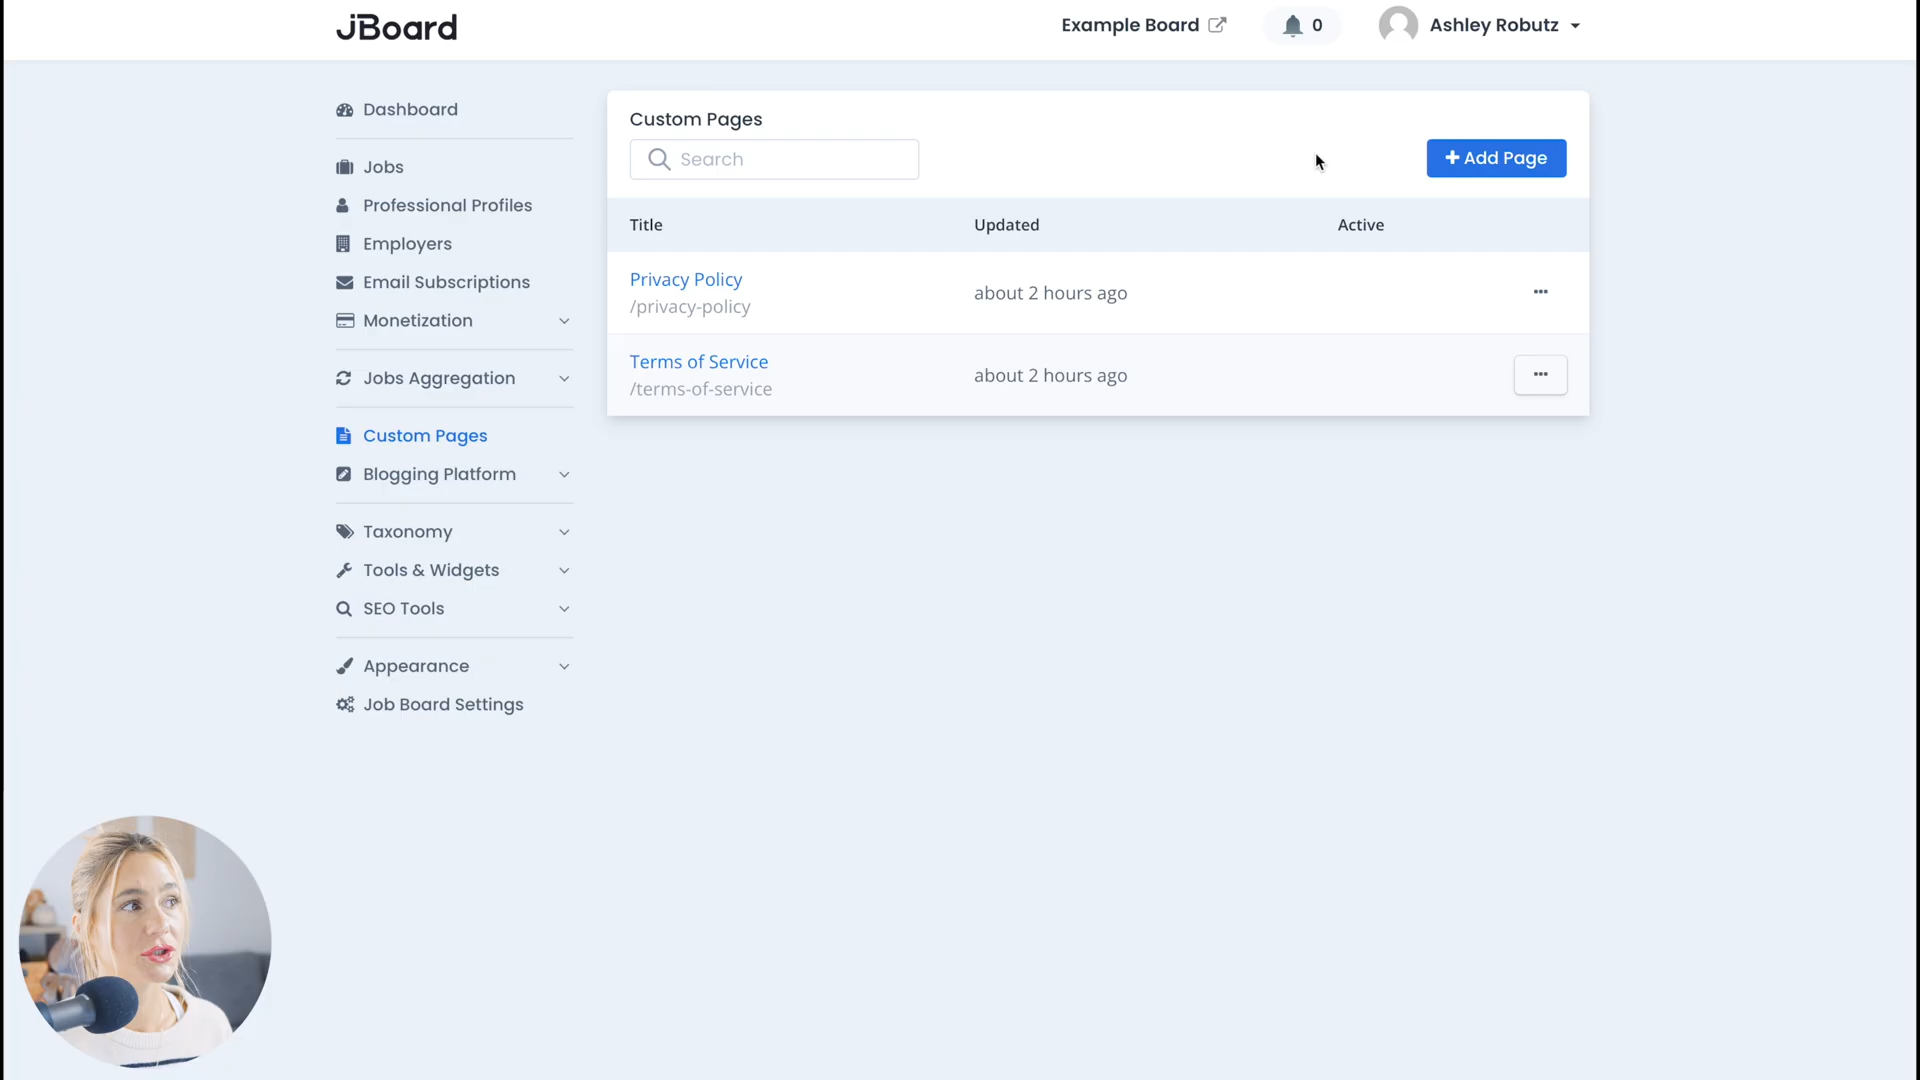 JBoard
Example Board
0
Ashley Robutz
Dashboard
Jobs
Professional Profiles
Employers
Email Subscriptions
Monetization
Jobs Aggregation
Custom Pages
Blogging Platform
Taxonomy
Tools & Widgets
SEO Tools
Appearance
Job Board Settings
Custom Pages
Search
+ Add Page
Title Updated Active
Privacy Policy
/privacy-policy
about 2 hours ago
Terms of Service
/terms-of-service
about 2 hours ago